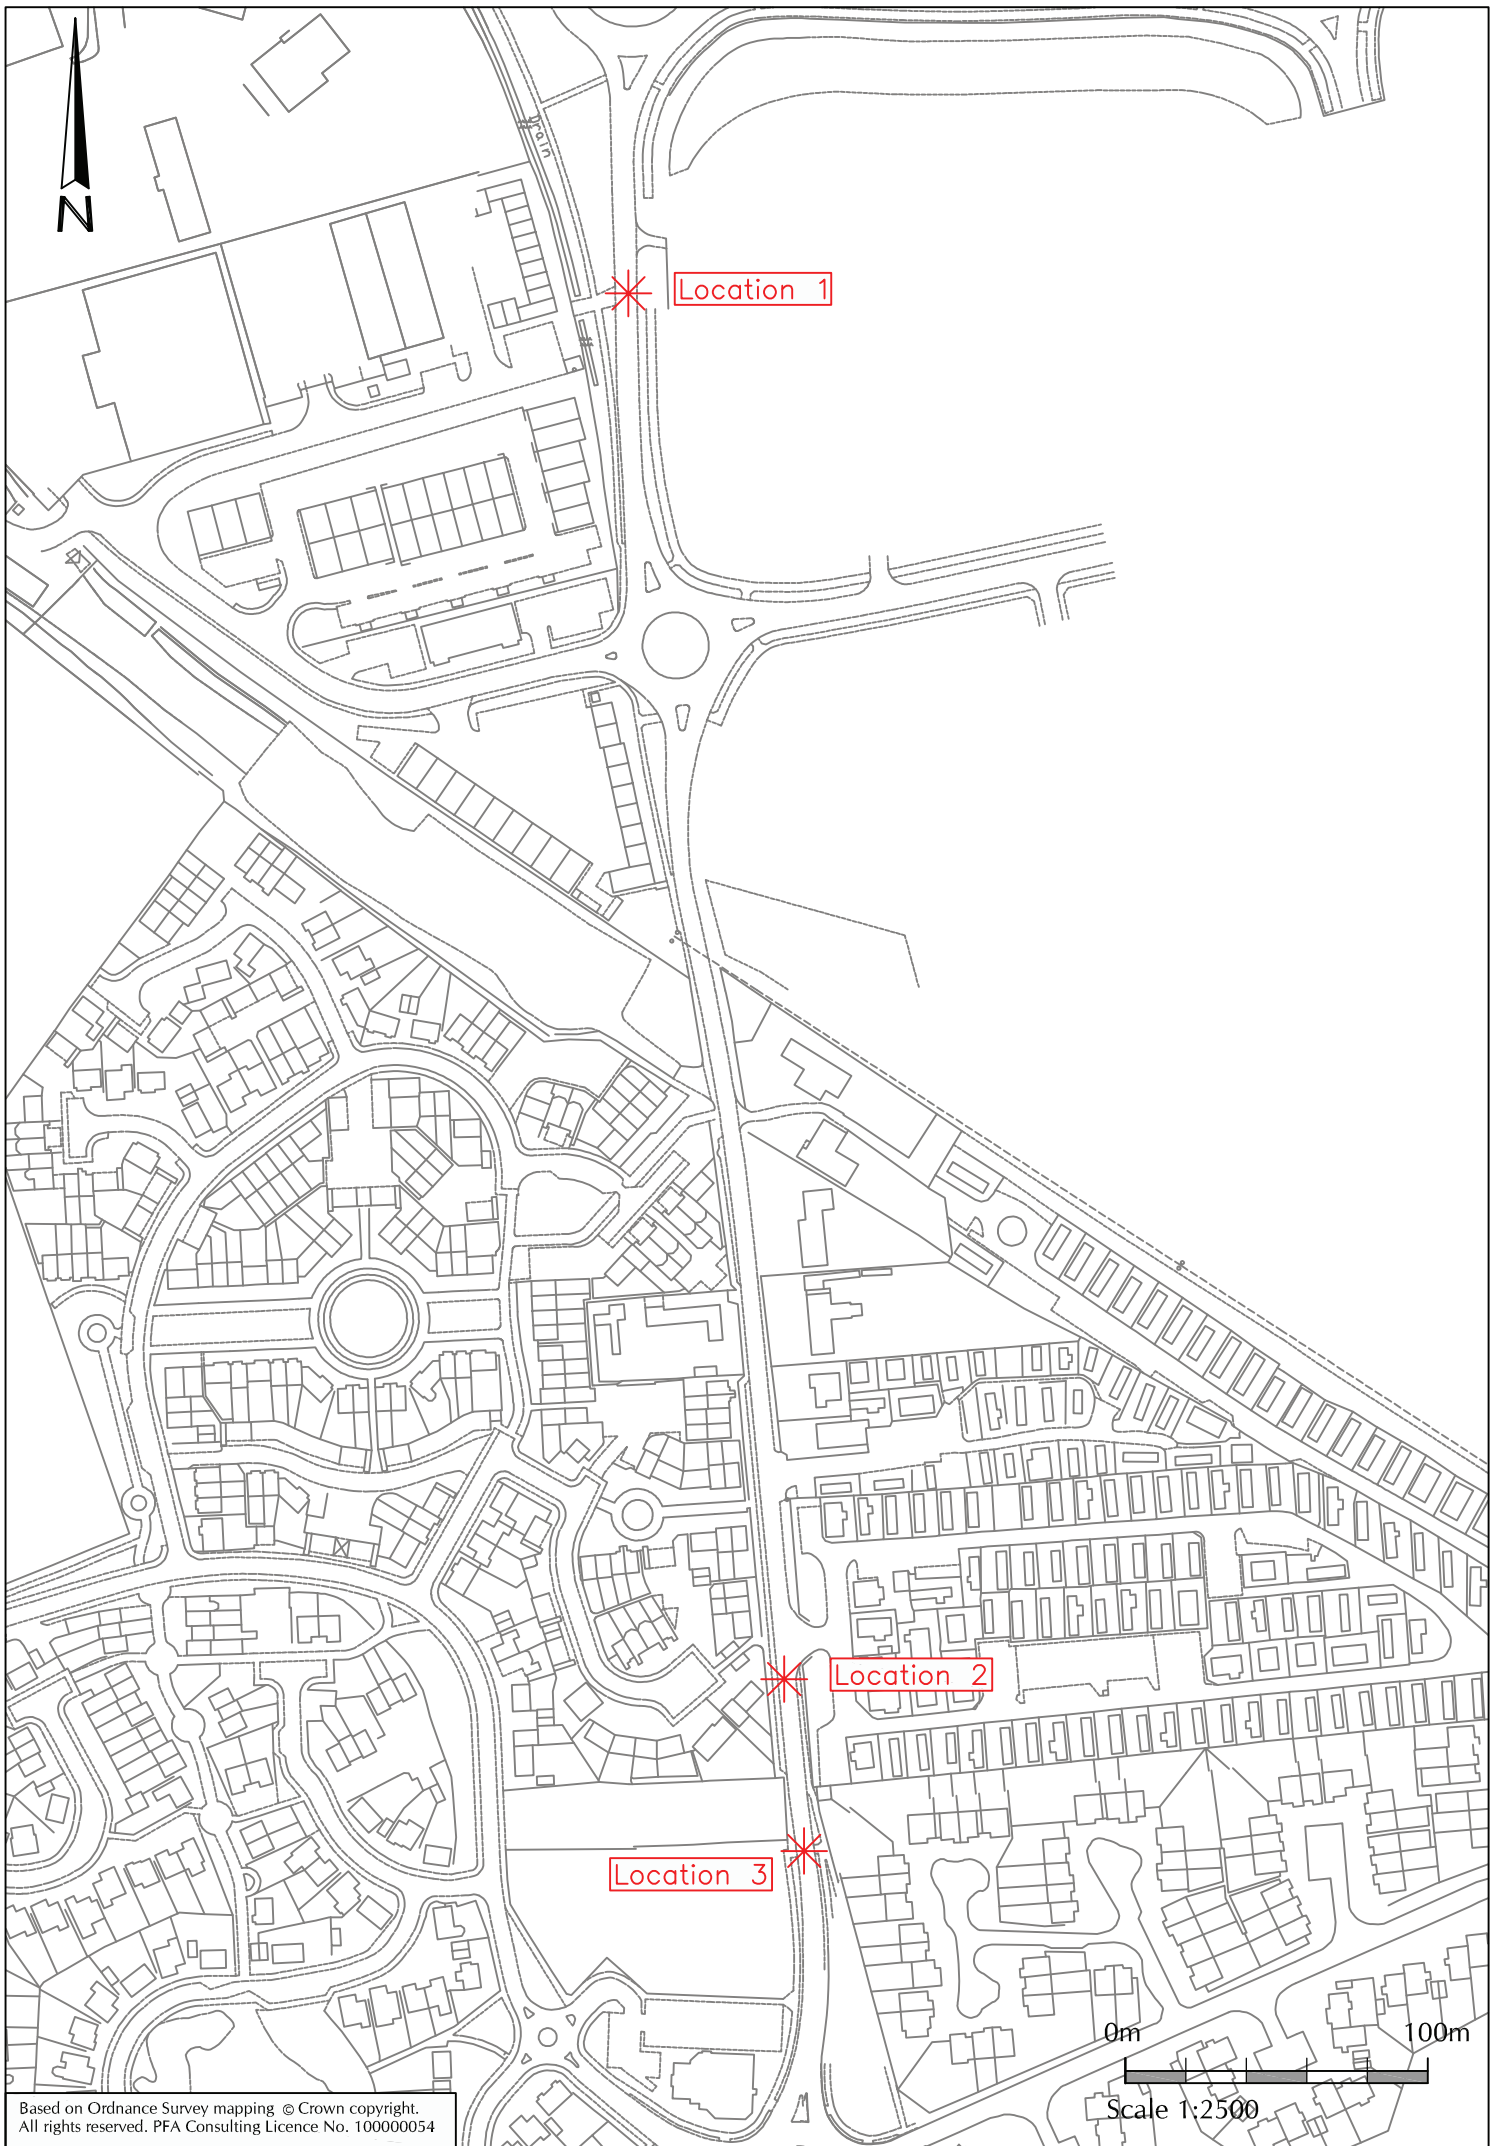 Drain
N
Location 1
Location 2
Location 3
0m 100m
Scale 1:2500
Based on Ordnance Survey mapping © Crown copyright.
All rights reserved. PFA Consulting Licence No. 100000054